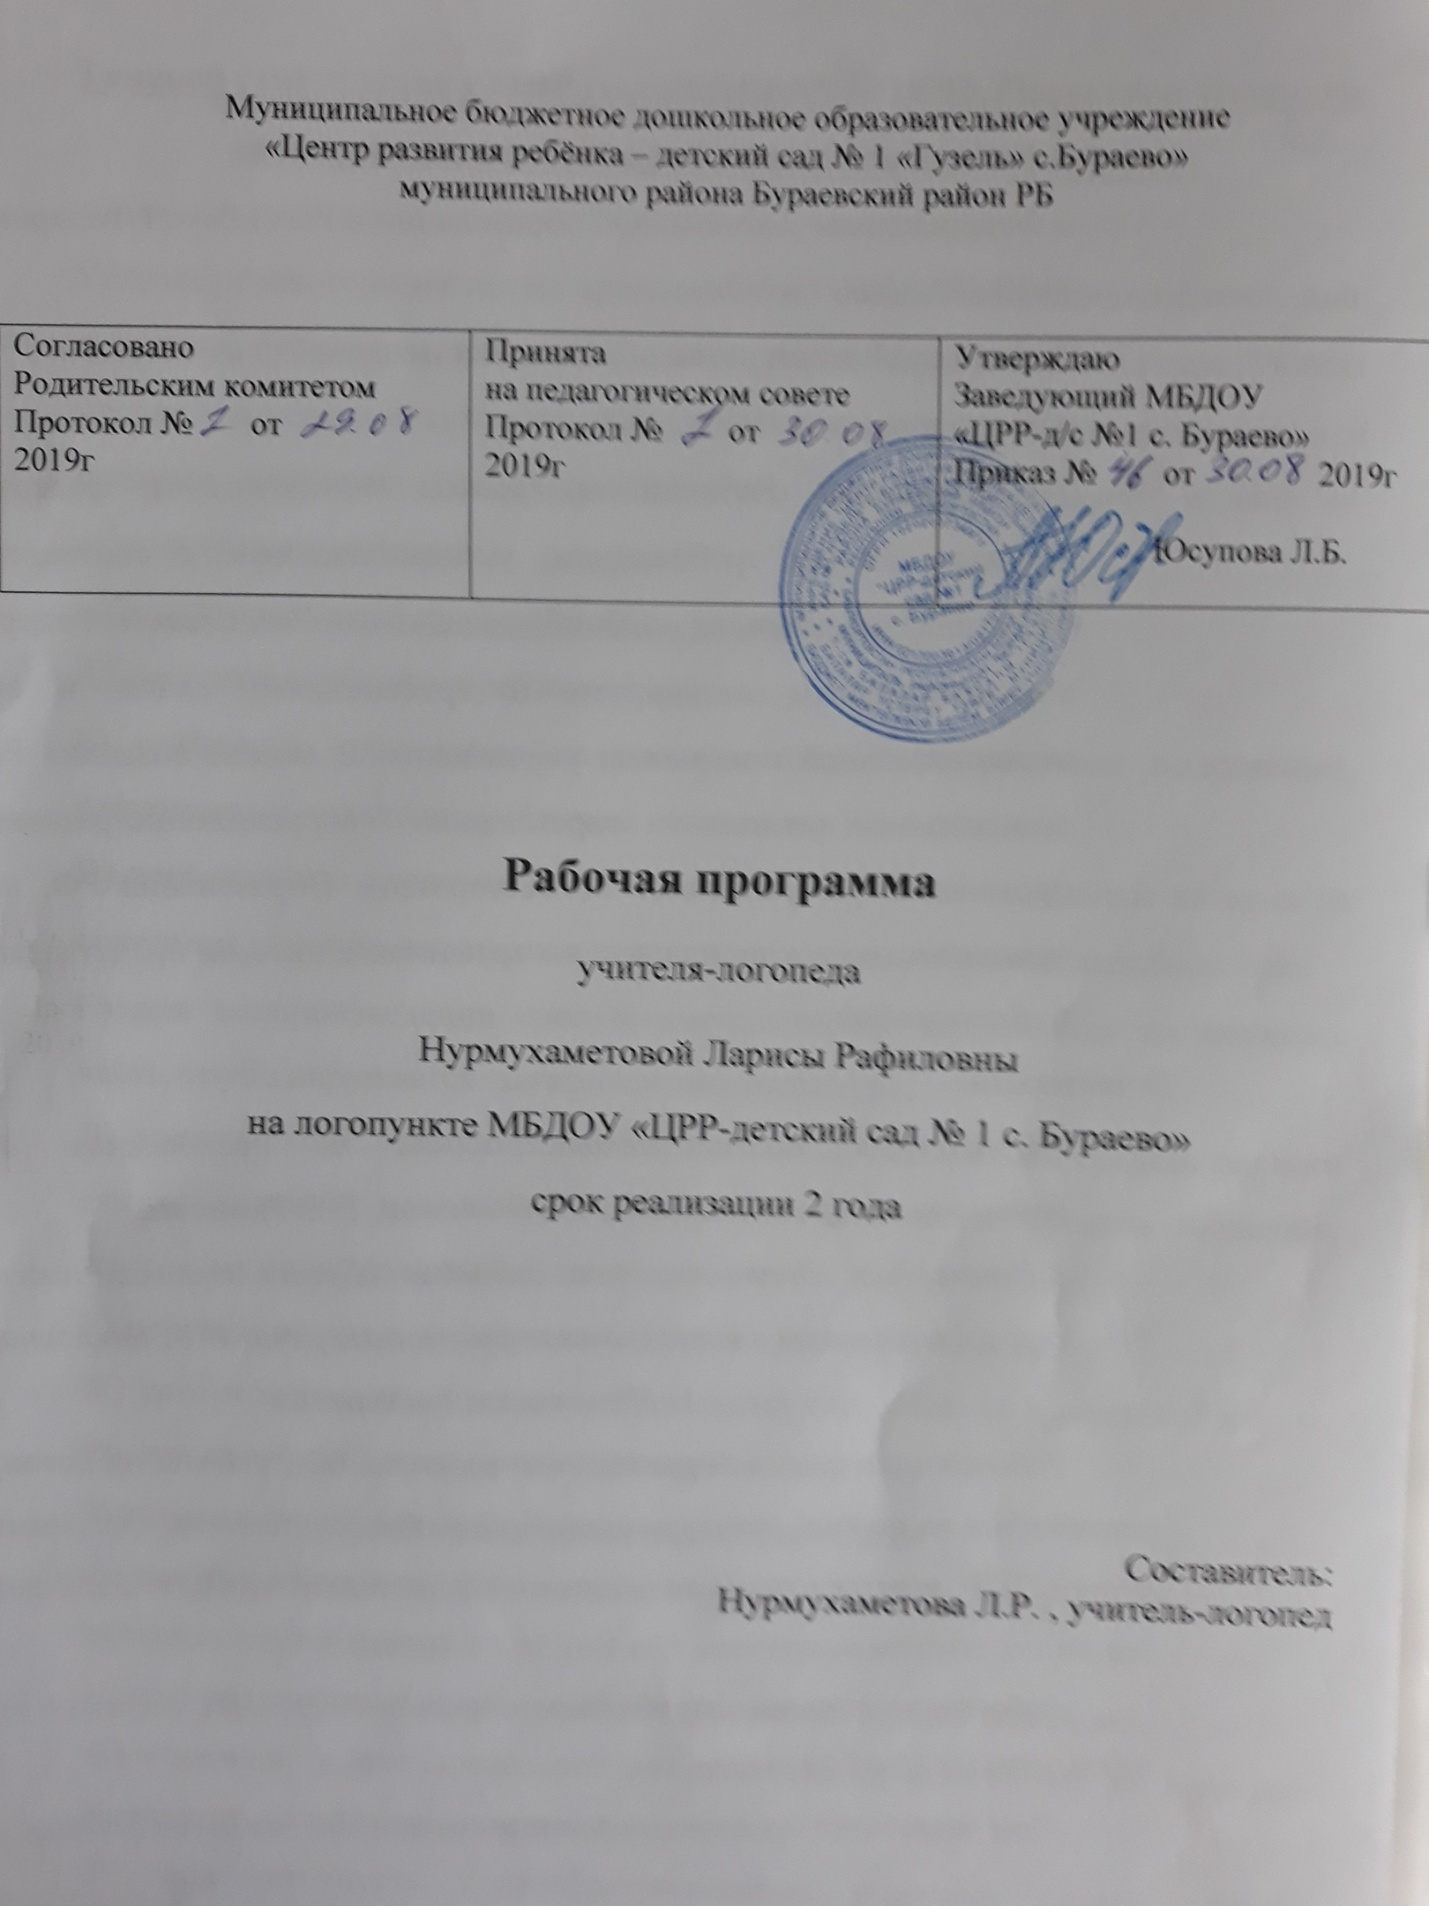 Муниципальное бюджетное дошкольное образовательное учреждение
«Центр развития ребёнка – детский сад № 1 «Гузель» с.Бураево»
муниципального района Бураевский район РБ
Согласовано
Родительским комитетом
Протокол № 1 от 29.08
2019г
Принята
на педагогическом совете
Протокол № 1 от 30 08
2019г
Утверждаю
Заведующий МБДОУ
«ЦРР-д/с №1 с. Бураево»
Приказ № 46 от 30.08 2019г
Юсупова Л.Б.
МБДОУ
Рабочая программа
учителя-логопеда
Нурмухаметовой Ларисы Рафиловны
на логопункте МБДОУ «ЦРР-детский сад № 1 с. Бураево»
срок реализации 2 года
Составитель:
Нурмухаметова Л.Р. , учитель-логопед